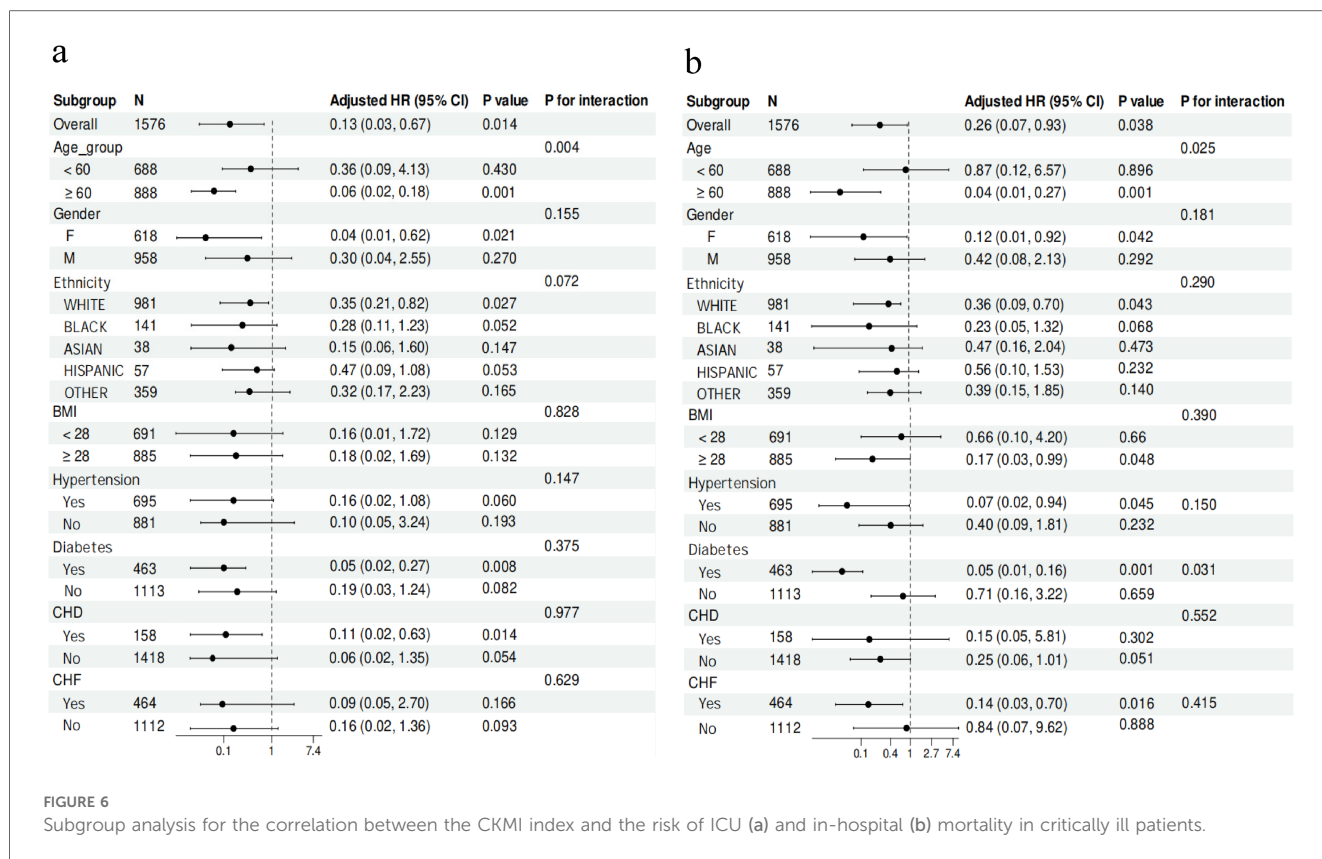 a
Subgroup N Adjusted HR (95% CI) P value P for interaction
Overall 1576 0.13 (0.03, 0.67) 0.014
Age_group 0.004
< 60 688 0.36 (0.09, 4.13) 0.430
≥ 60 888 0.06 (0.02, 0.18) 0.001
Gender 0.155
F 618 0.04 (0.01, 0.62) 0.021
M 958 0.30 (0.04, 2.55) 0.270
Ethnicity 0.072
WHITE 981 0.35 (0.21, 0.82) 0.027
BLACK 141 0.28 (0.11, 1.23) 0.052
ASIAN 38 0.15 (0.06, 1.60) 0.147
HISPANIC 57 0.47 (0.09, 1.08) 0.053
OTHER 359 0.32 (0.17, 2.23) 0.165
BMI 0.828
< 28 691 0.16 (0.01, 1.72) 0.129
≥ 28 885 0.18 (0.02, 1.69) 0.132
Hypertension 0.147
Yes 695 0.16 (0.02, 1.08) 0.060
No 881 0.10 (0.05, 3.24) 0.193
Diabetes 0.375
Yes 463 0.05 (0.02, 0.27) 0.008
No 1113 0.19 (0.03, 1.24) 0.082
CHD 0.977
Yes 158 0.11 (0.02, 0.63) 0.014
No 1418 0.06 (0.02, 1.35) 0.054
CHF 0.629
Yes 464 0.09 (0.05, 2.70) 0.166
No 1112 0.16 (0.02, 1.36) 0.093
0.1 1 7.4
b
Subgroup N Adjusted HR (95% CI) P value P for interaction
Overall 1576 0.26 (0.07, 0.93) 0.038
Age 0.025
< 60 688 0.87 (0.12, 6.57) 0.896
≥ 60 888 0.04 (0.01, 0.27) 0.001
Gender 0.181
F 618 0.12 (0.01, 0.92) 0.042
M 958 0.42 (0.08, 2.13) 0.292
Ethnicity 0.290
WHITE 981 0.36 (0.09, 0.70) 0.043
BLACK 141 0.23 (0.05, 1.32) 0.068
ASIAN 38 0.47 (0.16, 2.04) 0.473
HISPANIC 57 0.56 (0.10, 1.53) 0.232
OTHER 359 0.39 (0.15, 1.85) 0.140
BMI 0.390
< 28 691 0.66 (0.10, 4.20) 0.66
≥ 28 885 0.17 (0.03, 0.99) 0.048
Hypertension
Yes 695 0.07 (0.02, 0.94) 0.045 0.150
No 881 0.40 (0.09, 1.81) 0.232
Diabetes
Yes 463 0.05 (0.01, 0.16) 0.001 0.031
No 1113 0.71 (0.16, 3.22) 0.659
CHD 0.552
Yes 158 0.15 (0.05, 5.81) 0.302
No 1418 0.25 (0.06, 1.01) 0.051
CHF
Yes 464 0.14 (0.03, 0.70) 0.016 0.415
No 1112 0.84 (0.07, 9.62) 0.888
0.1 0.4 1 2.7 7.4
FIGURE 6
Subgroup analysis for the correlation between the CKMI index and the risk of ICU (a) and in-hospital (b) mortality in critically ill patients.